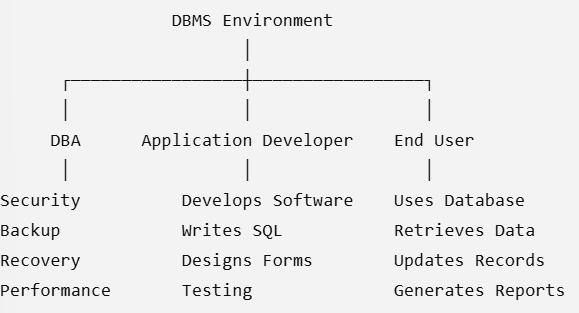 DBMS Environment
DBA Application Developer End User
Security Develops Software Uses Database
Backup Writes SQL Retrieves Data
Recovery Designs Forms Updates Records
Performance Testing Generates Reports